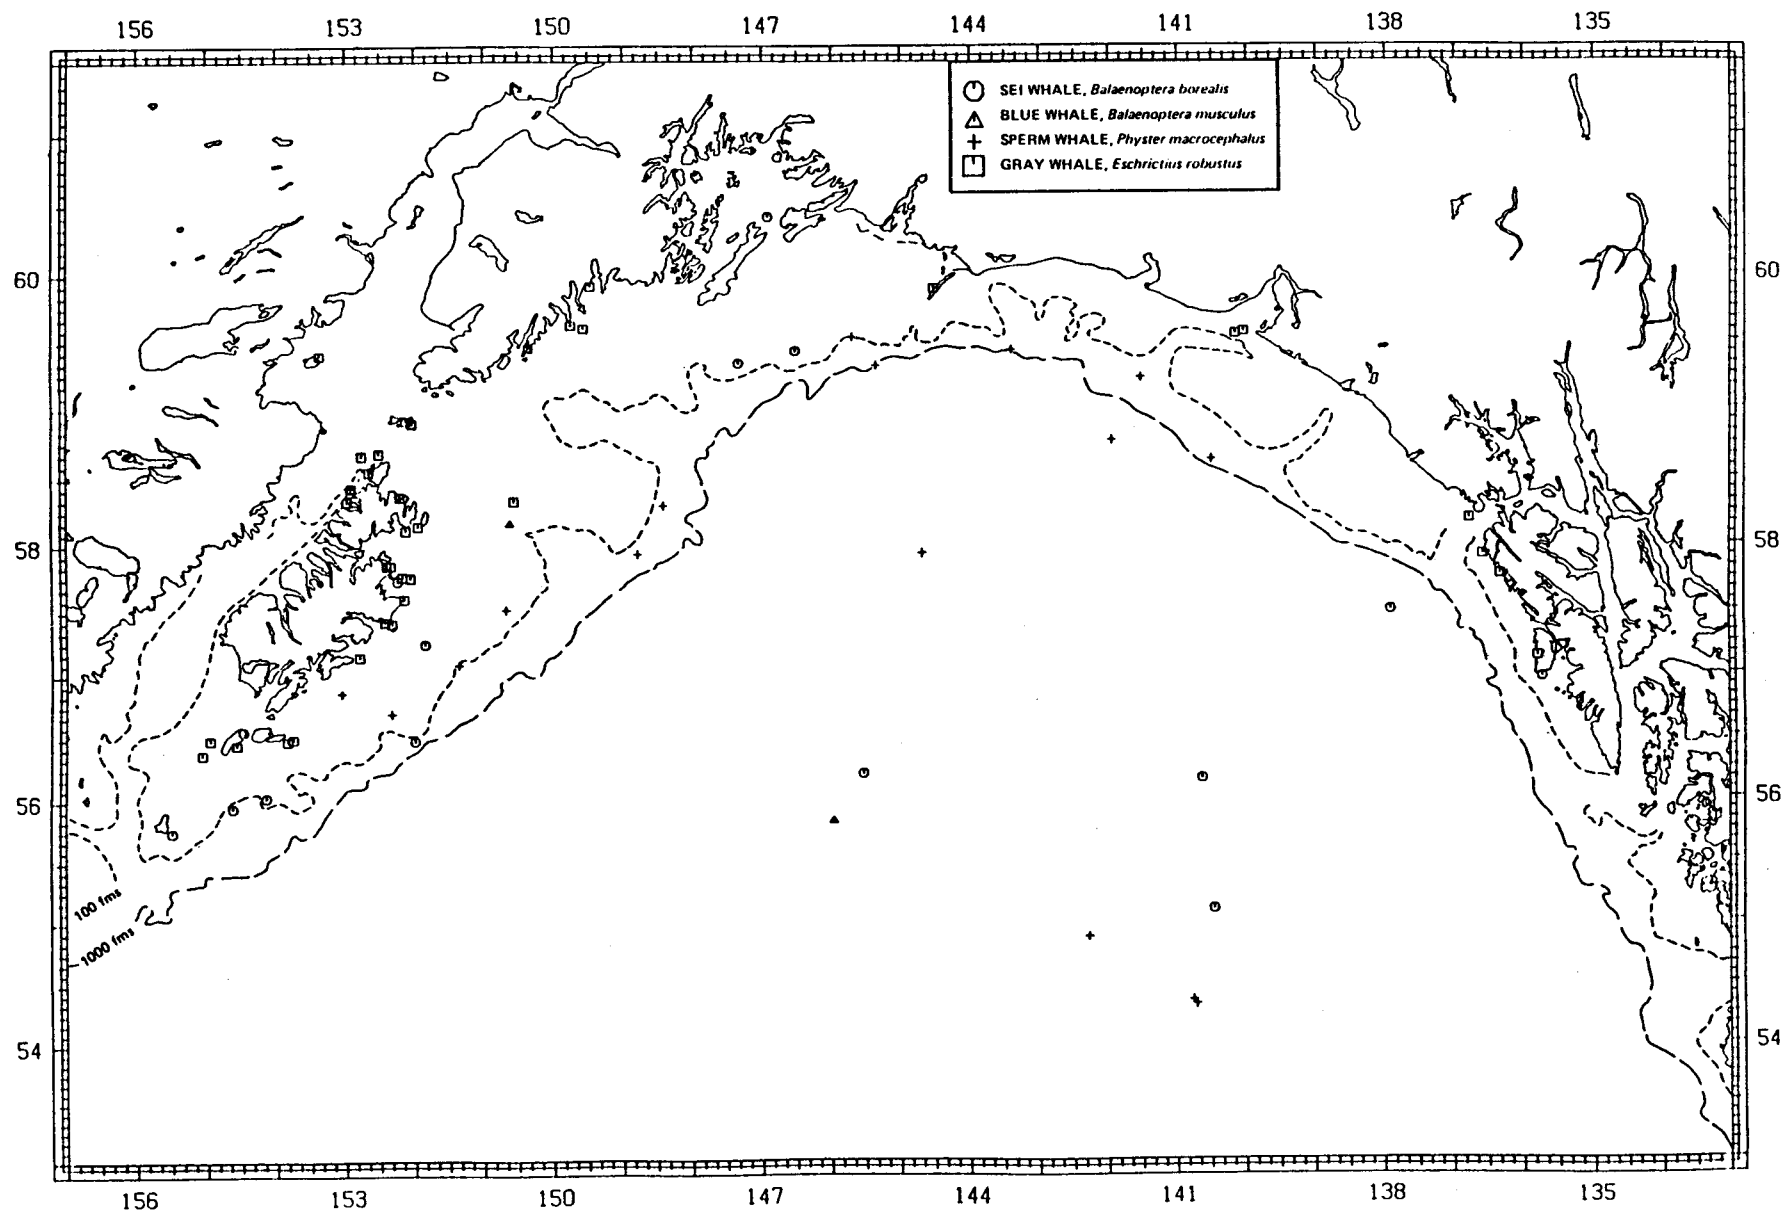 156 153 150 147 144 141 138 135
SEI WHALE, Balaenoptera borealis
BLUE WHALE, Balaenoptera musculus
SPERM WHALE, Physter macrocephalus
GRAY WHALE, Eschrictius robustus
60 60
58 58
56 56
100 fms
1000 fms
54 54
156 153 150 147 144 141 138 135